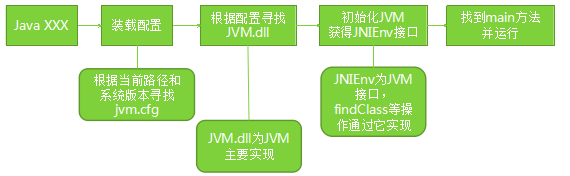 Java XXX
装载配置
根据配置寻找
JVM.dll
初始化JVM
获得JNIEnv接口
找到main方法
并运行
根据当前路径和
系统版本寻找
jvm.cfg
JVM.dll为JVM
主要实现
JNIEnv为JVM
接口，
findClass等操
作通过它实现